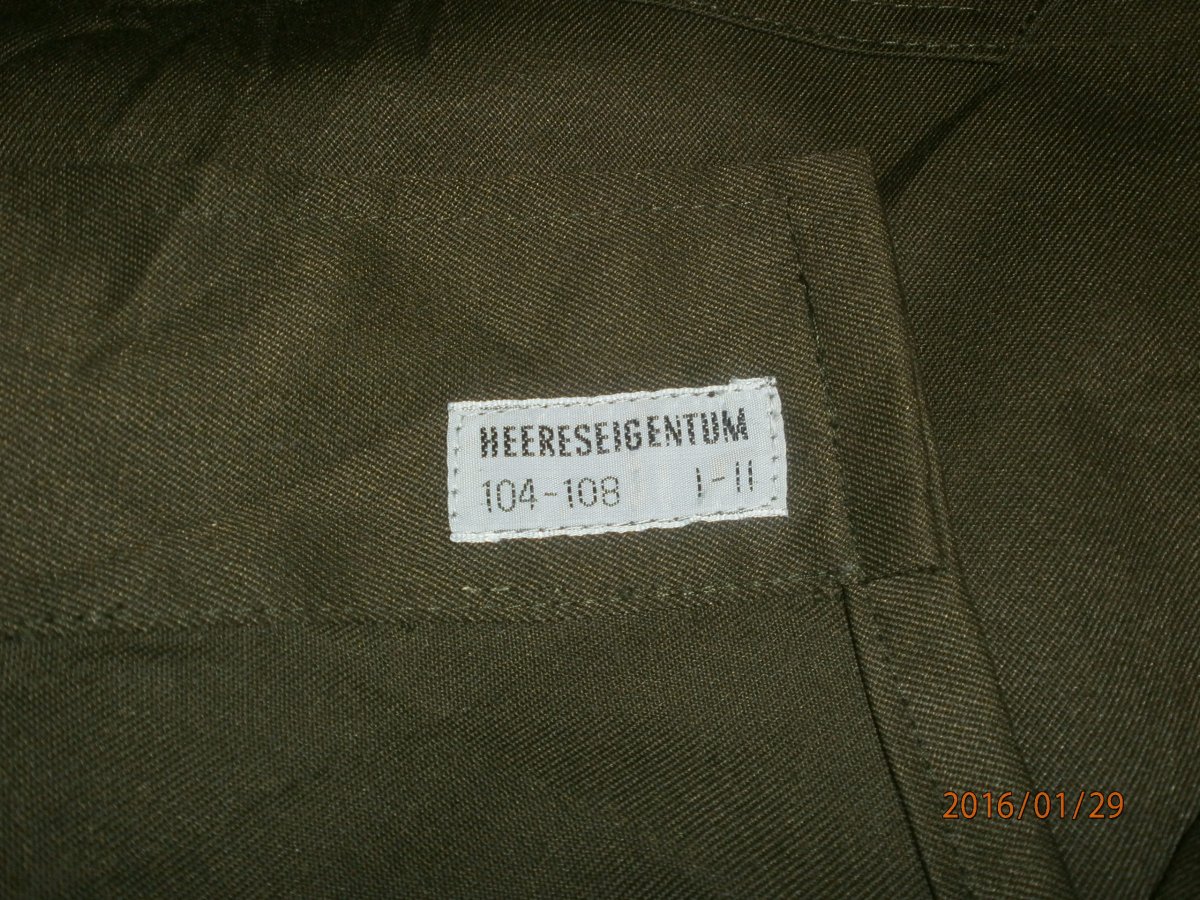 HEERESEIGENTUM
104-108 I-II
2016/01/29